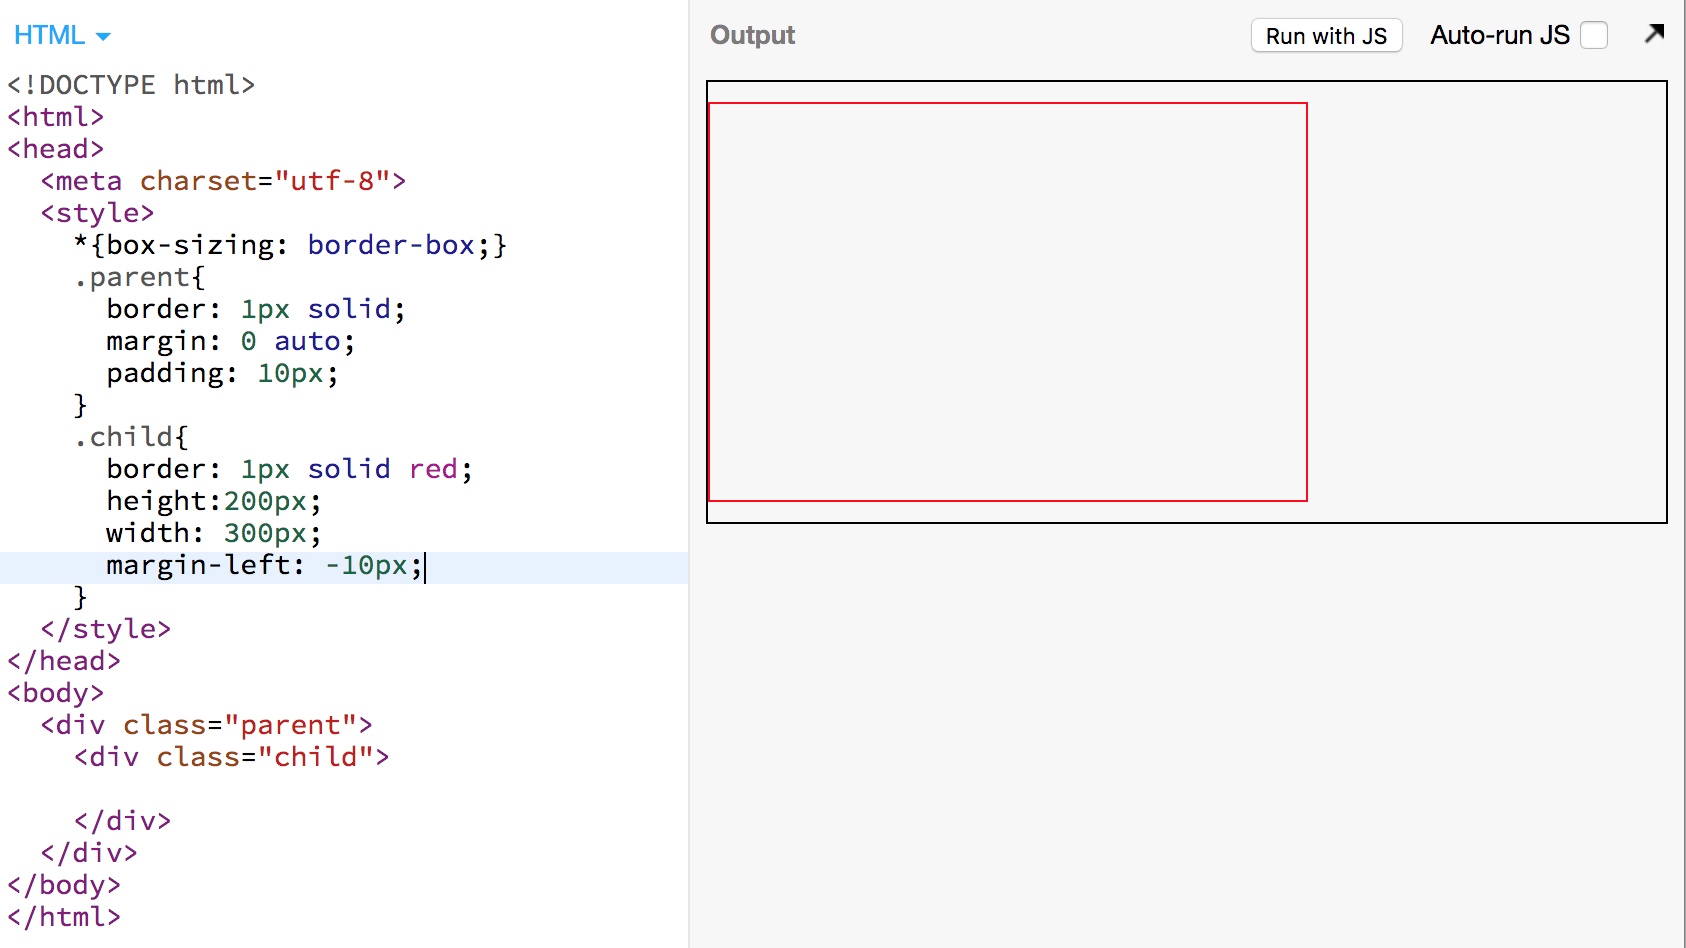 HTML
<!DOCTYPE html>
<html>
<head>
  <meta charset="utf-8">
  <style>
    *{box-sizing: border-box;}
    .parent{
      border: 1px solid;
      margin: 0 auto;
      padding: 10px;
    }
    .child{
      border: 1px solid red;
      height:200px;
      width: 300px;
      margin-left: -10px;
    }
  </style>
</head>
<body>
  <div class="parent">
    <div class="child">

    </div>
  </div>
</body>
</html>
Output
Run with JS
Auto-run JS